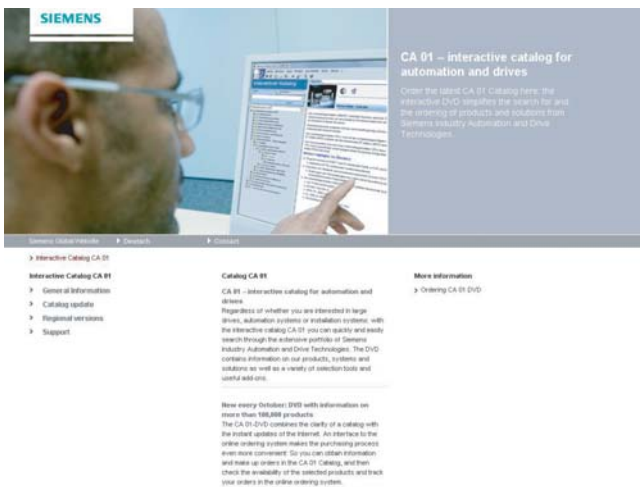 SIEMENS
CA 01 – interactive catalog for
automation and drives
Order the latest CA 01 Catalog here: the
interactive DVD simplifies the search for and
the ordering of products and solutions from
Siemens Industry Automation and Drive
Technologies.
Siemens Global Website
Deutsch
Contact
Interactive Catalog CA 01
Interactive Catalog CA 01
General Information
Catalog update
Regional versions
Support
Catalog CA 01
CA 01 – interactive catalog for automation and
drives
Regardless of whether you are interested in large
drives, automation systems or installation systems: with
the interactive catalog CA 01 you can quickly and easily
search through the extensive portfolio of Siemens
Industry Automation and Drive Technologies. The DVD
contains information on our products, systems and
solutions as well as a variety of selection tools and
useful add-ons.
New every October: DVD with information on
more than 100,000 products
The CA 01-DVD combines the clarity of a catalog with
the instant updates of the Internet. An interface to the
online ordering system makes the purchasing process
even more convenient. So you can obtain information
and make up orders in the CA 01 Catalog, and then
check the availability of the selected products and track
your orders in the online ordering system.
More information
Ordering CA 01 DVD